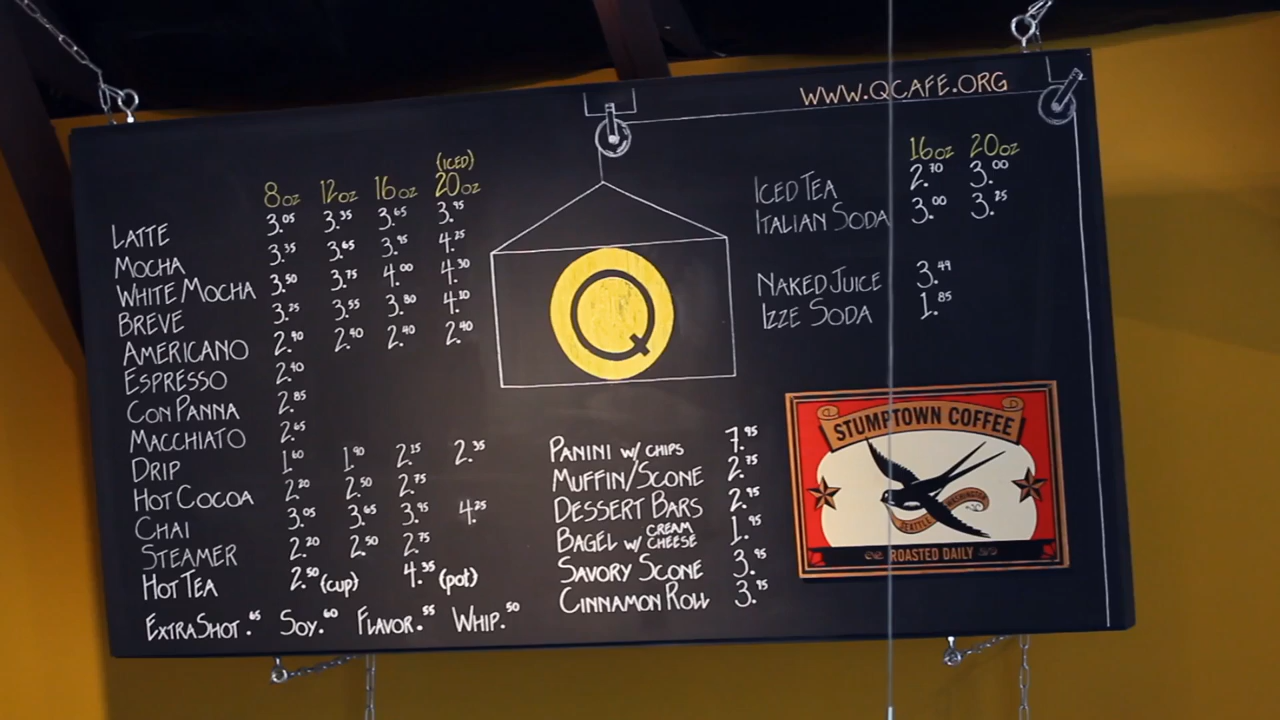 WWW.QCAFE.ORG
(ICED)
8oz 12oz 16oz 20oz
LATTE 3.05 3.35 3.65 3.95
MOCHA 3.35 3.65 3.95 4.25
WHITE MOCHA 3.50 3.75 4.00 4.30
BREVE 3.25 3.55 3.80 4.10
AMERICANO 2.40 2.40 2.40
ESPRESSO 2.40
CON PANNA 2.85
MACCHIATO 2.65
DRIP 1.60 1.90 2.15 2.35
HOT COCOA 2.20 2.50 2.75
CHAI 3.05 3.65 3.95 4.25
STEAMER 2.20 2.50 2.75
HOT TEA 2.50 (cup) 4.35 (pot)
EXTRA SHOT .65 SOY .60 FLAVOR .55 WHIP .50
Q
16oz 20oz
ICED TEA 2.70 3.00
ITALIAN SODA 3.00 3.25
NAKED JUICE 3.49
IZZE SODA 1.85
PANINI w/ CHIPS 7.95
MUFFIN/SCONE 2.75
DESSERT BARS 2.95
BAGEL w/ CREAM CHEESE 1.95
SAVORY SCONE 3.95
CINNAMON ROLL 3.95
STUMPTOWN COFFEE
SEATTLE WASHINGTON
ROASTED DAILY